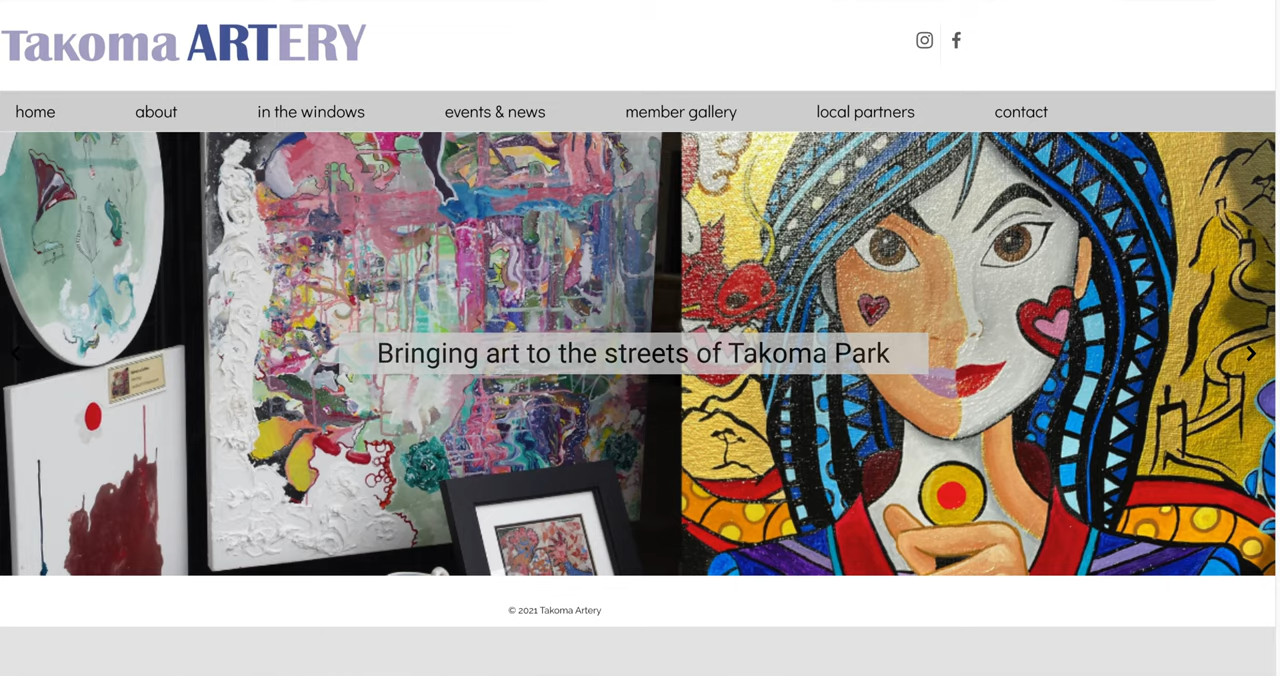 Takoma ARTERY
home about in the windows events & news member gallery local partners contact
Bringing art to the streets of Takoma Park
© 2021 Takoma Artery